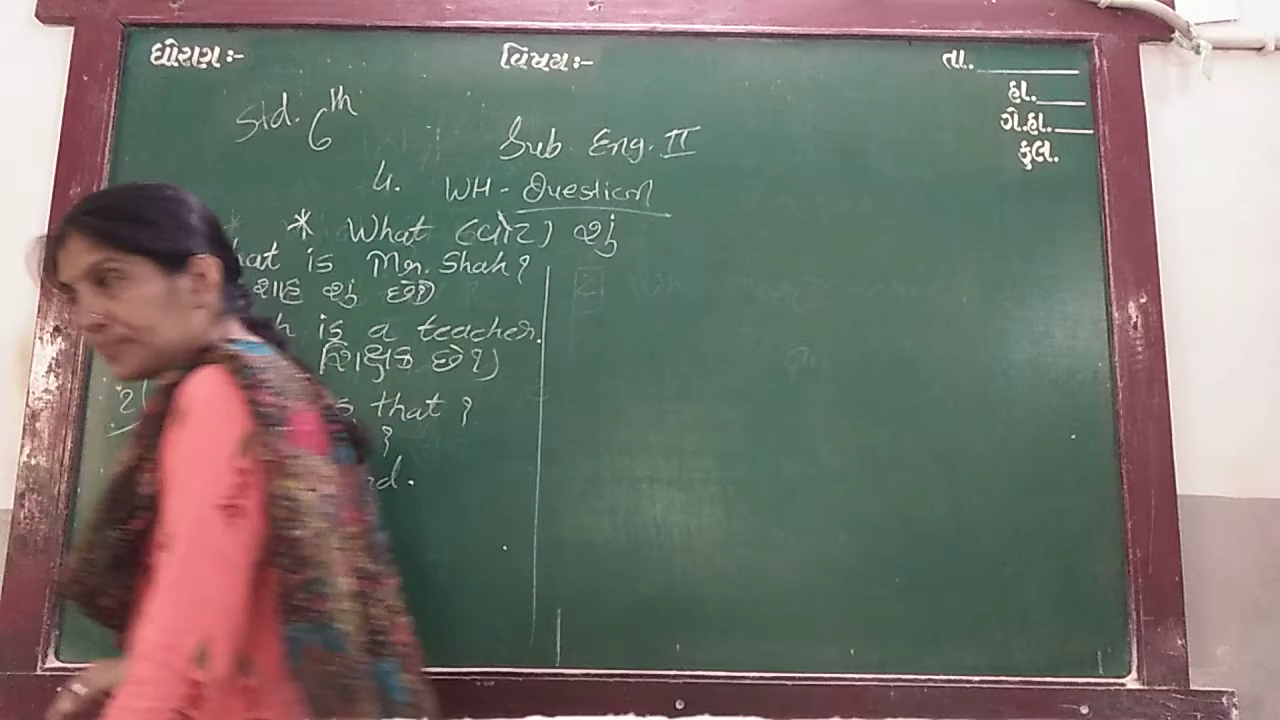 ધોરણ:- વિષય:- તા.
હા.
ગે.હા.
કુલ.
Std. 6th
Sub Eng. II
4. WH - Question
* What (વોટ) શું
hat is Mr. Shah?
શાહ શું છે?
h is a teacher.
શિક્ષક છે?)
2) s that?
?
d.